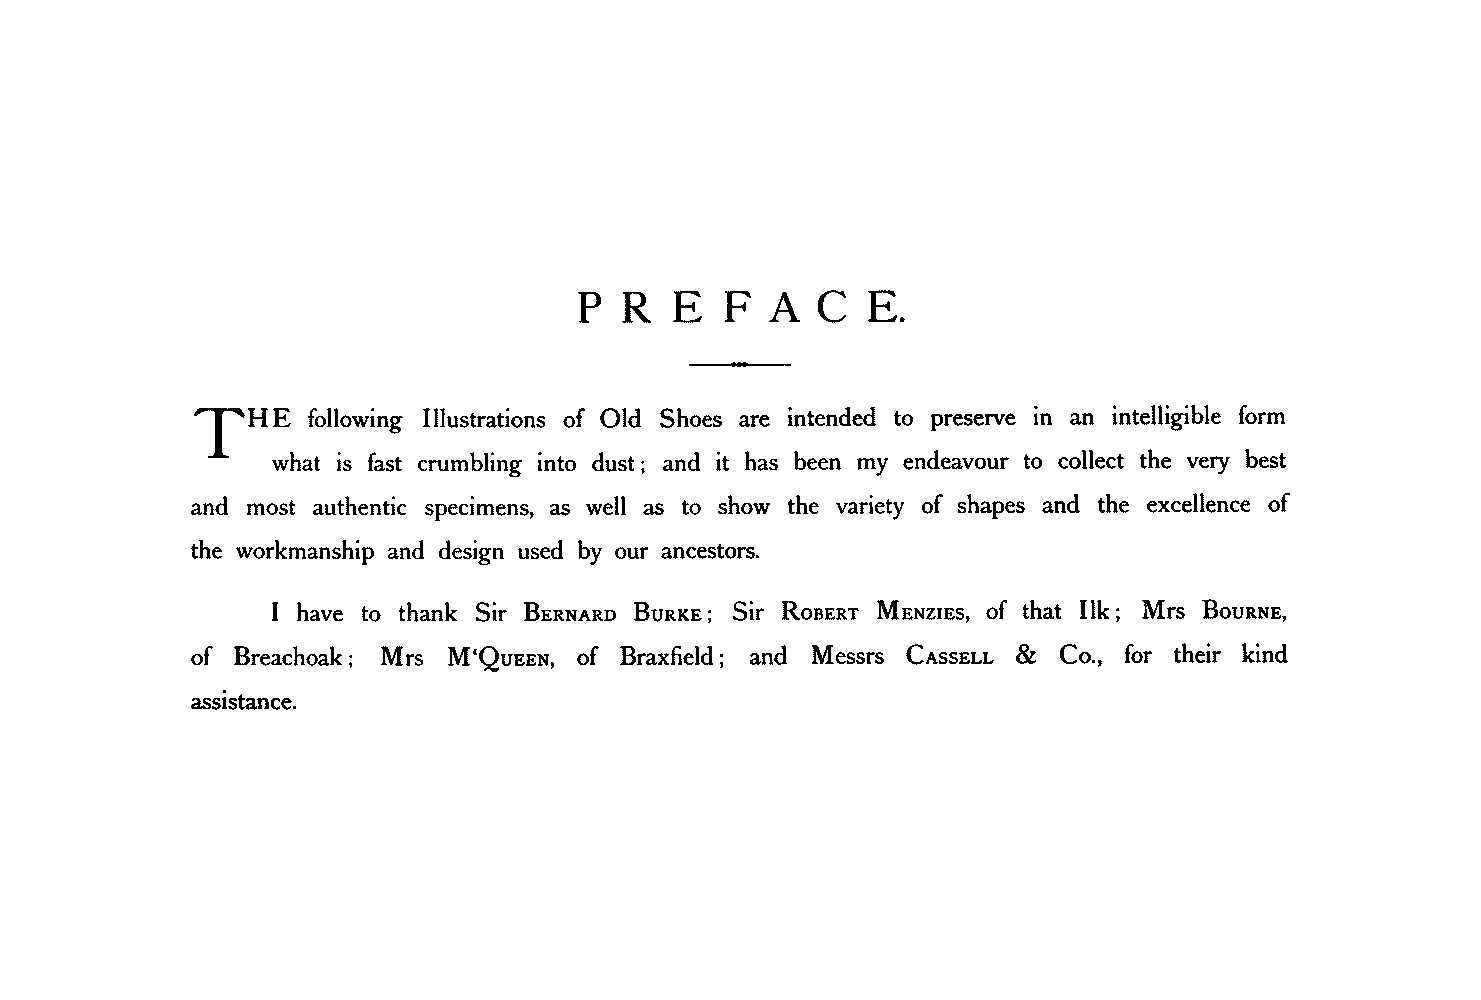 PREFACE.
THE following Illustrations of Old Shoes are intended to preserve in an intelligible form
what is fast crumbling into dust; and it has been my endeavour to collect the very best
and most authentic specimens, as well as to show the variety of shapes and the excellence of
the workmanship and design used by our ancestors.
I have to thank Sir BERNARD BURKE; Sir ROBERT MENZIES, of that Ilk; Mrs BOURNE,
of Breachoak; Mrs M‘QUEEN, of Braxfield; and Messrs CASSELL & Co., for their kind
assistance.